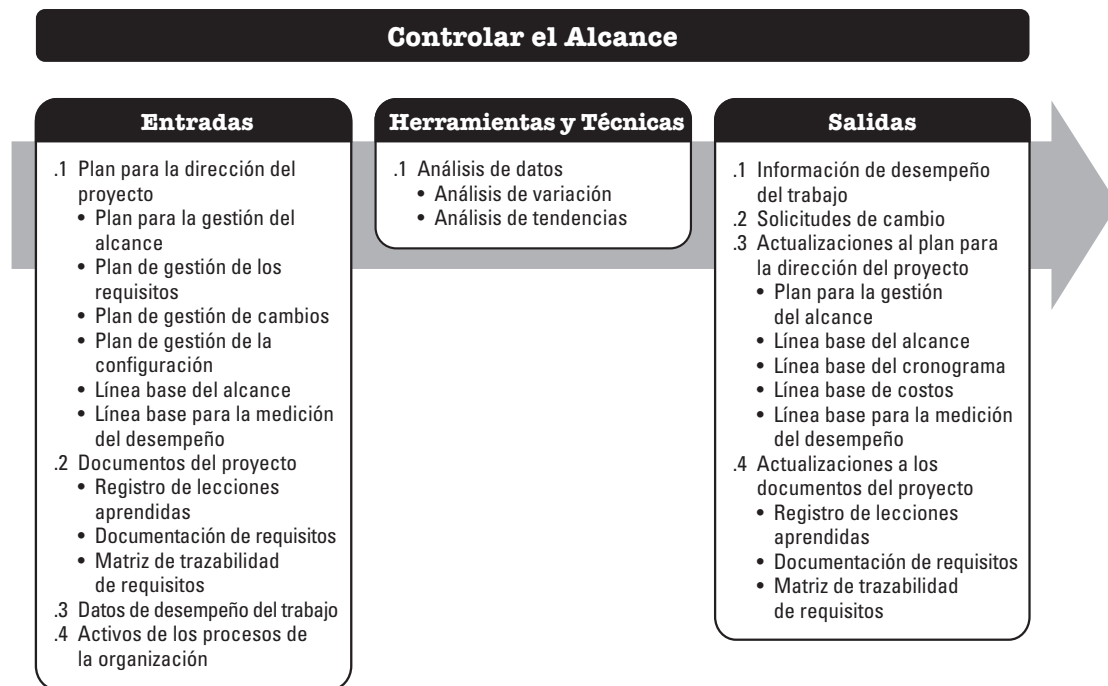 Controlar el Alcance
Entradas
.1 Plan para la dirección del
proyecto
• Plan para la gestión del
alcance
• Plan de gestión de los
requisitos
• Plan de gestión de cambios
• Plan de gestión de la
configuración
• Línea base del alcance
• Línea base para la medición
del desempeño
.2 Documentos del proyecto
• Registro de lecciones
aprendidas
• Documentación de requisitos
• Matriz de trazabilidad
de requisitos
.3 Datos de desempeño del trabajo
.4 Activos de los procesos de
la organización
Herramientas y Técnicas
.1 Análisis de datos
• Análisis de variación
• Análisis de tendencias
Salidas
.1 Información de desempeño
del trabajo
.2 Solicitudes de cambio
.3 Actualizaciones al plan para
la dirección del proyecto
• Plan para la gestión
del alcance
• Línea base del alcance
• Línea base del cronograma
• Línea base de costos
• Línea base para la medición
del desempeño
.4 Actualizaciones a los
documentos del proyecto
• Registro de lecciones
aprendidas
• Documentación de requisitos
• Matriz de trazabilidad
de requisitos